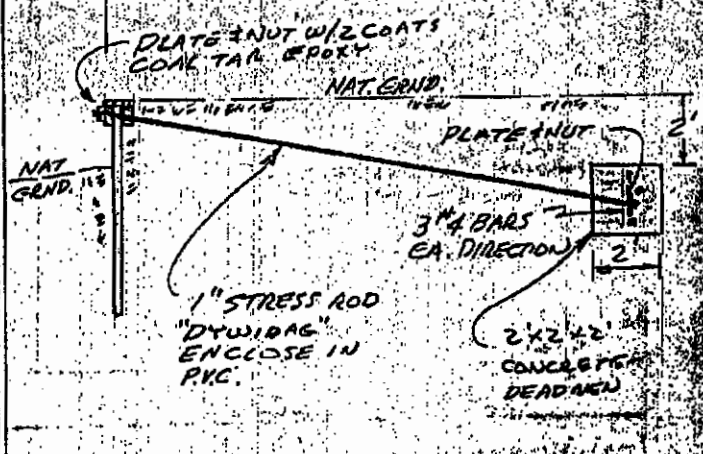 PLATE & NUT W/2 COATS
COAL TAR EPOXY
NAT. GRND.
PLATE & NUT
2'
NAT
GRND.
3 #4 BARS
EA. DIRECTION
2
1" STRESS ROD
"DYWIDAG"
ENCLOSE IN
P.V.C.
2'x2'x2'
CONCRETE
DEADMEN